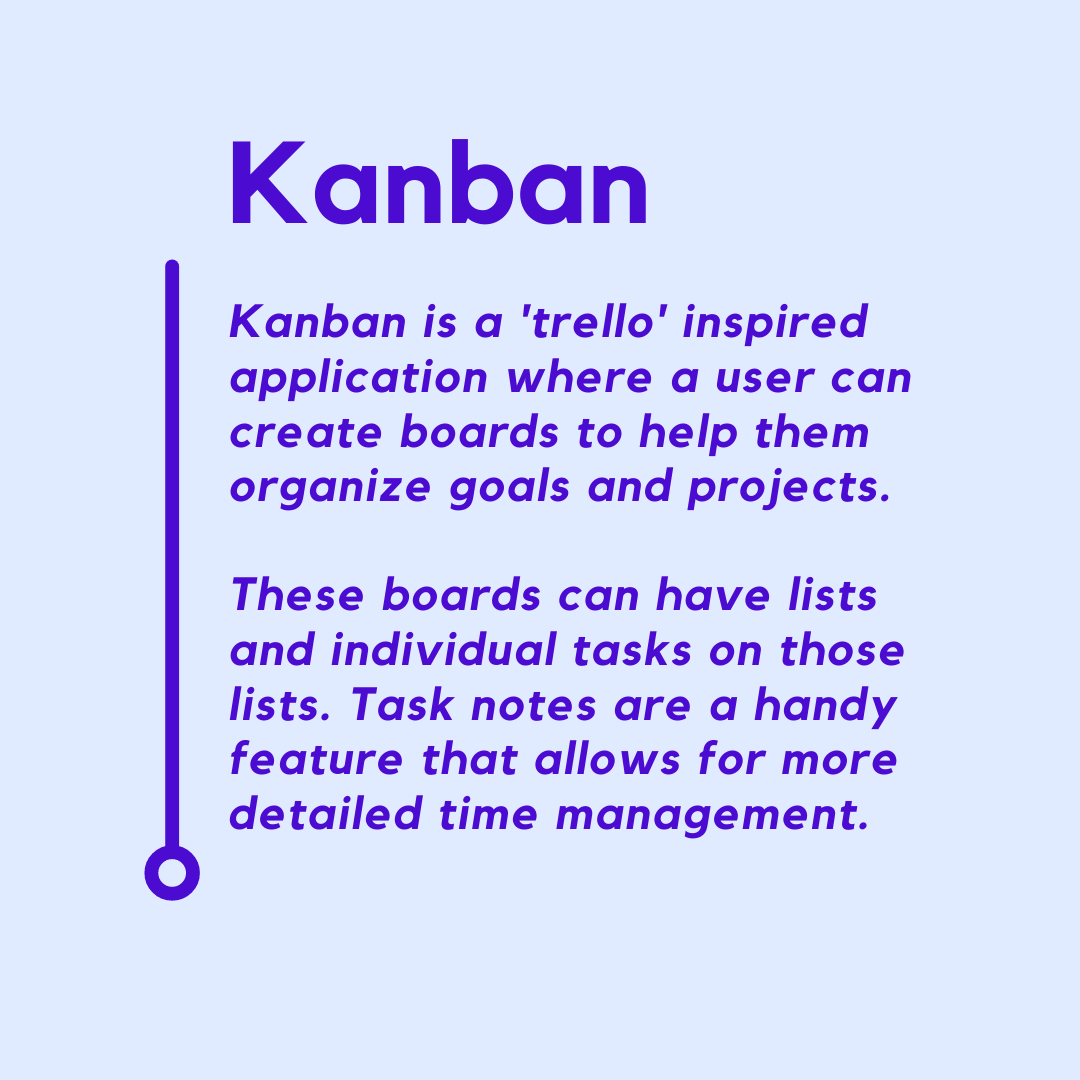 Kanban
Kanban is a 'trello' inspired
application where a user can
create boards to help them
organize goals and projects.
These boards can have lists
and individual tasks on those
lists. Task notes are a handy
feature that allows for more
detailed time management.